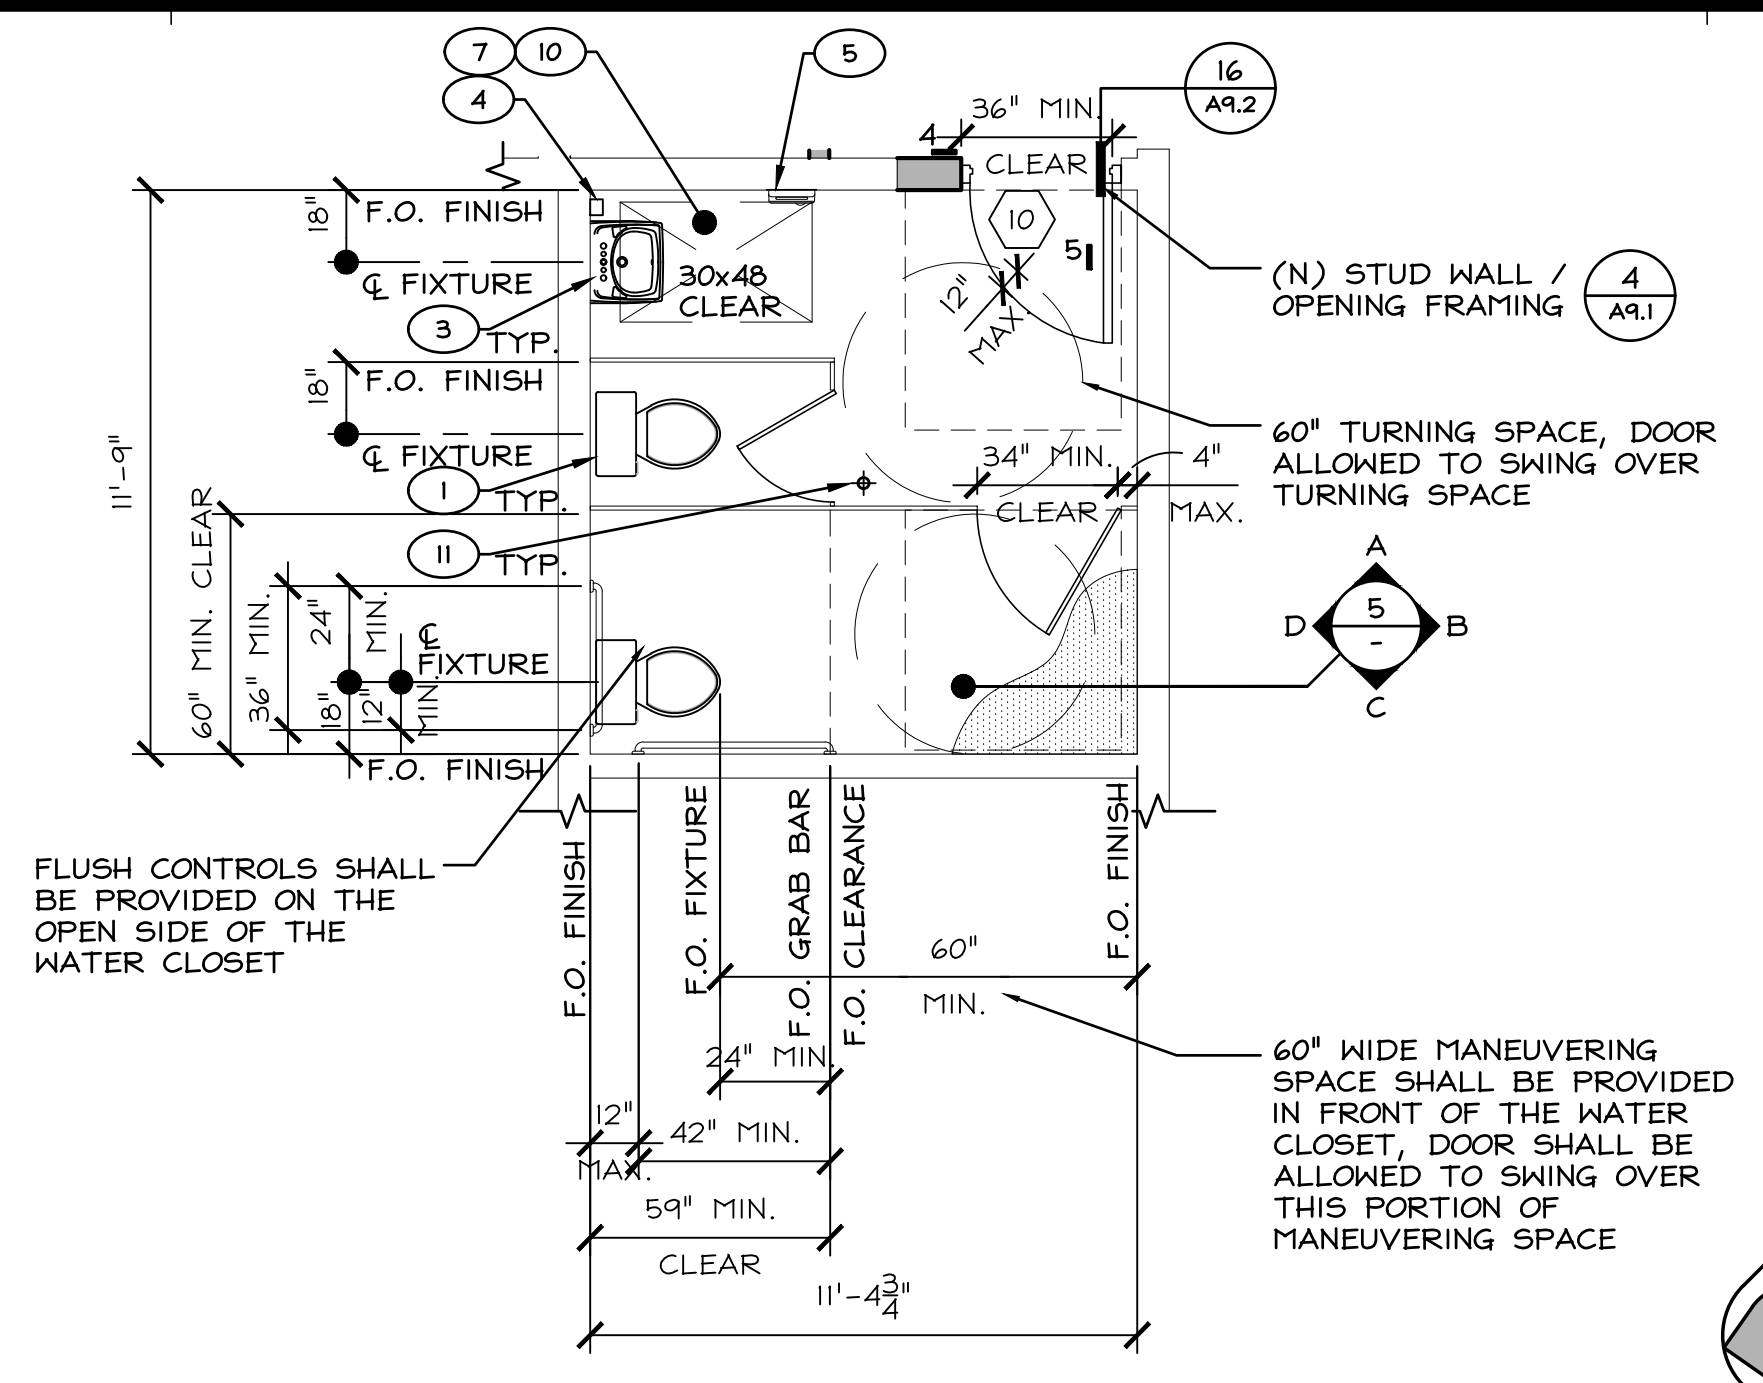 7
10
5
4
16
A9.2
36" MIN.
CLEAR
4
18"
F.O. FINISH
℄ FIXTURE
3
TYP.
30x48
CLEAR
10
5
12"
MAX.
(N) STUD WALL /
OPENING FRAMING
4
A9.1
18"
F.O. FINISH
℄ FIXTURE
1
TYP.
11
TYP.
11'-9"
60" TURNING SPACE, DOOR
ALLOWED TO SWING OVER
TURNING SPACE
34" MIN.
CLEAR
4"
MAX.
60" MIN. CLEAR
36" MIN.
24"
MIN.
℄
FIXTURE
18"
12"
MIN.
F.O. FINISH
A
D
5
-
B
C
FLUSH CONTROLS SHALL
BE PROVIDED ON THE
OPEN SIDE OF THE
WATER CLOSET
F.O. FINISH
F.O. FIXTURE
F.O. GRAB BAR
F.O. CLEARANCE
F.O. FINISH
60"
MIN.
24" MIN.
12"
MAX.
42" MIN.
59" MIN.
CLEAR
11'-4 3/4"
60" WIDE MANEUVERING
SPACE SHALL BE PROVIDED
IN FRONT OF THE WATER
CLOSET, DOOR SHALL BE
ALLOWED TO SWING OVER
THIS PORTION OF
MANEUVERING SPACE